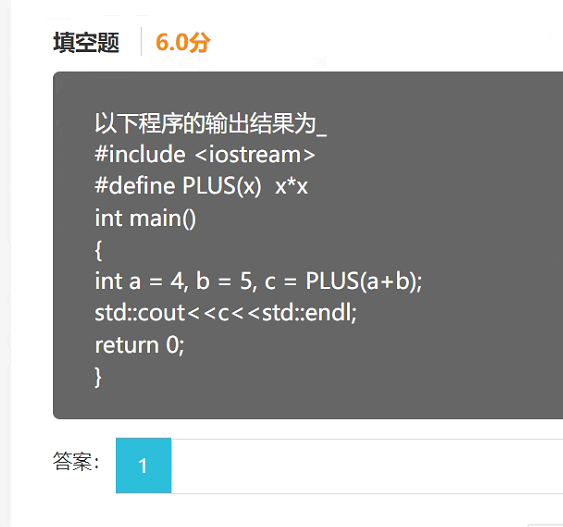 填空题 6.0分
以下程序的输出结果为_
#include <iostream>
#define PLUS(x)  x*x
int main()
{
int a = 4, b = 5, c = PLUS(a+b);
std::cout<<c<<std::endl;
return 0;
}
答案： 1